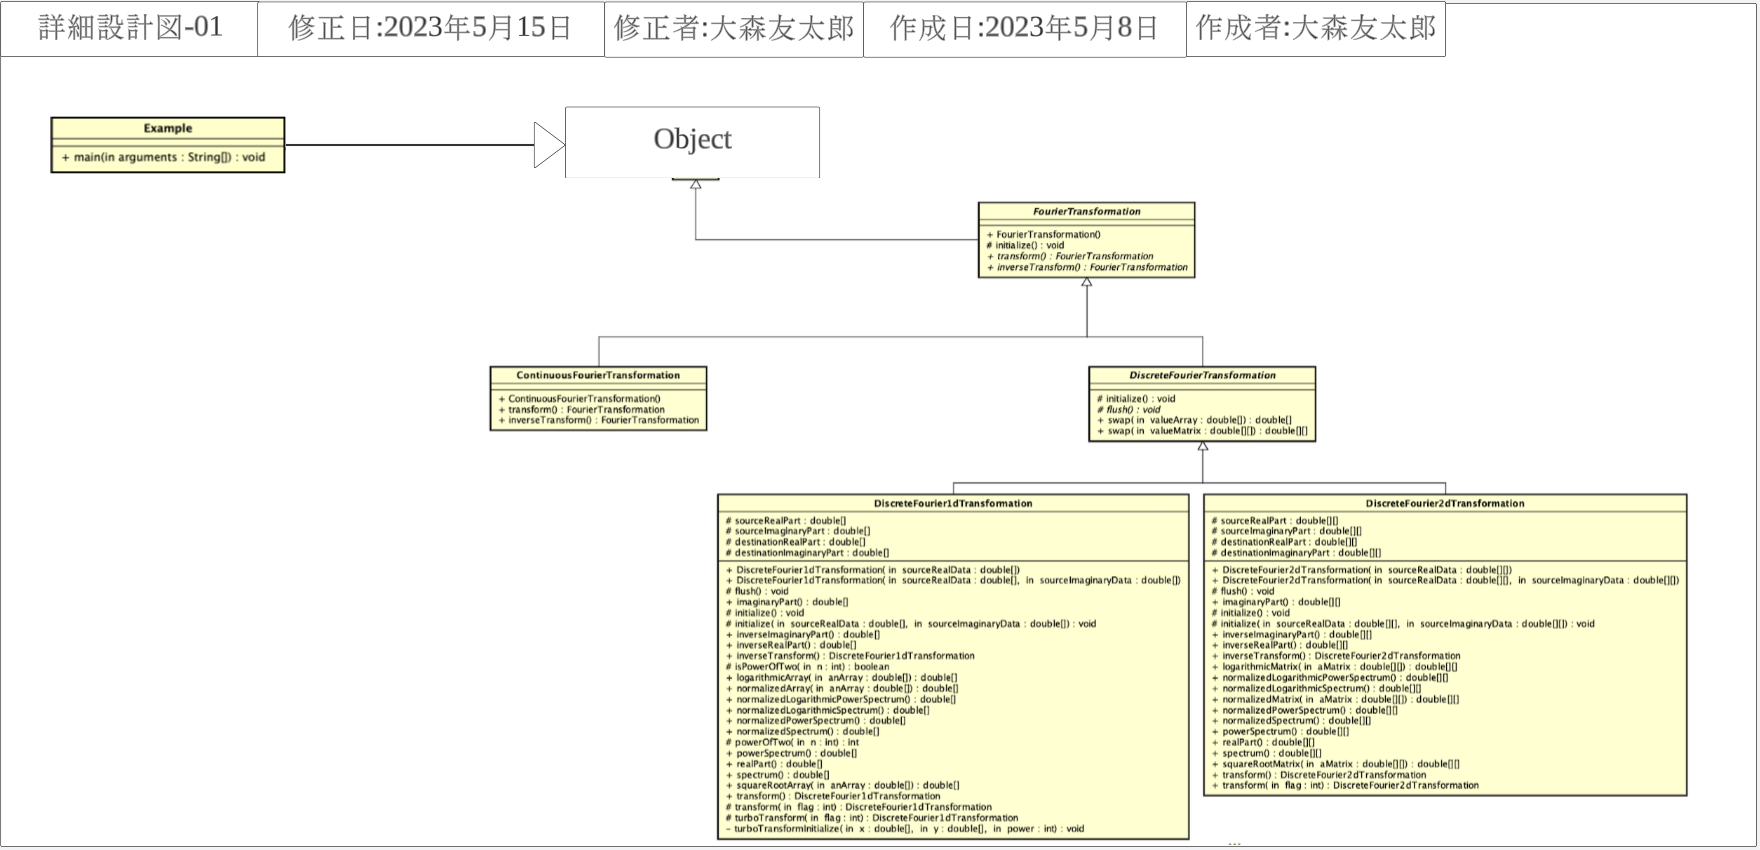 詳細設計図-01
修正日:2023年5月15日
修正者:大森友太郎
作成日:2023年5月8日
作成者:大森友太郎
Example
+ main(in arguments : String[]) : void
Object
FourierTransformation
+ FourierTransformation()
# initialize() : void
+ transform() : FourierTransformation
+ inverseTransform() : FourierTransformation
ContinuousFourierTransformation
+ ContinuousFourierTransformation()
+ transform() : FourierTransformation
+ inverseTransform() : FourierTransformation
DiscreteFourierTransformation
# initialize() : void
# flush() : void
+ swap( in valueArray : double[]) : double[]
+ swap( in valueMatrix : double[][]) : double[][]
DiscreteFourier1dTransformation
# sourceRealPart : double[]
# sourceImaginaryPart : double[]
# destinationRealPart : double[]
# destinationImaginaryPart : double[]
+ DiscreteFourier1dTransformation( in sourceRealData : double[])
+ DiscreteFourier1dTransformation( in sourceRealData : double[], in sourceImaginaryData : double[])
# flush() : void
+ imaginaryPart() : double[]
# initialize() : void
# initialize( in sourceRealData : double[], in sourceImaginaryData : double[]) : void
+ inverseImaginaryPart() : double[]
+ inverseRealPart() : double[]
+ inverseTransform() : DiscreteFourier1dTransformation
# isPowerOfTwo( in n : int) : boolean
+ logarithmicArray( in anArray : double[]) : double[]
+ normalizedArray( in anArray : double[]) : double[]
+ normalizedLogarithmicPowerSpectrum() : double[]
+ normalizedLogarithmicSpectrum() : double[]
+ normalizedPowerSpectrum() : double[]
+ normalizedSpectrum() : double[]
# powerOfTwo( in n : int) : int
+ powerSpectrum() : double[]
+ realPart() : double[]
+ spectrum() : double[]
+ squareRootArray( in anArray : double[]) : double[]
+ transform() : DiscreteFourier1dTransformation
# transform( in flag : int) : DiscreteFourier1dTransformation
# turboTransform( in flag : int) : DiscreteFourier1dTransformation
- turboTransformInitialize( in x : double[], in y : double[], in power : int) : void
DiscreteFourier2dTransformation
# sourceRealPart : double[][]
# sourceImaginaryPart : double[][]
# destinationRealPart : double[][]
# destinationImaginaryPart : double[][]
+ DiscreteFourier2dTransformation( in sourceRealData : double[][])
+ DiscreteFourier2dTransformation( in sourceRealData : double[][], in sourceImaginaryData : double[][])
# flush() : void
+ imaginaryPart() : double[][]
# initialize() : void
# initialize( in sourceRealData : double[][], in sourceImaginaryData : double[][]) : void
+ inverseImaginaryPart() : double[][]
+ inverseRealPart() : double[][]
+ inverseTransform() : DiscreteFourier2dTransformation
+ logarithmicMatrix( in aMatrix : double[][]) : double[][]
+ normalizedLogarithmicPowerSpectrum() : double[][]
+ normalizedLogarithmicSpectrum() : double[][]
+ normalizedMatrix( in aMatrix : double[][]) : double[][]
+ normalizedPowerSpectrum() : double[][]
+ normalizedSpectrum() : double[][]
+ powerSpectrum() : double[][]
+ realPart() : double[][]
+ spectrum() : double[][]
+ squareRootMatrix( in aMatrix : double[][]) : double[][]
+ transform() : DiscreteFourier2dTransformation
+ transform( in flag : int) : DiscreteFourier2dTransformation